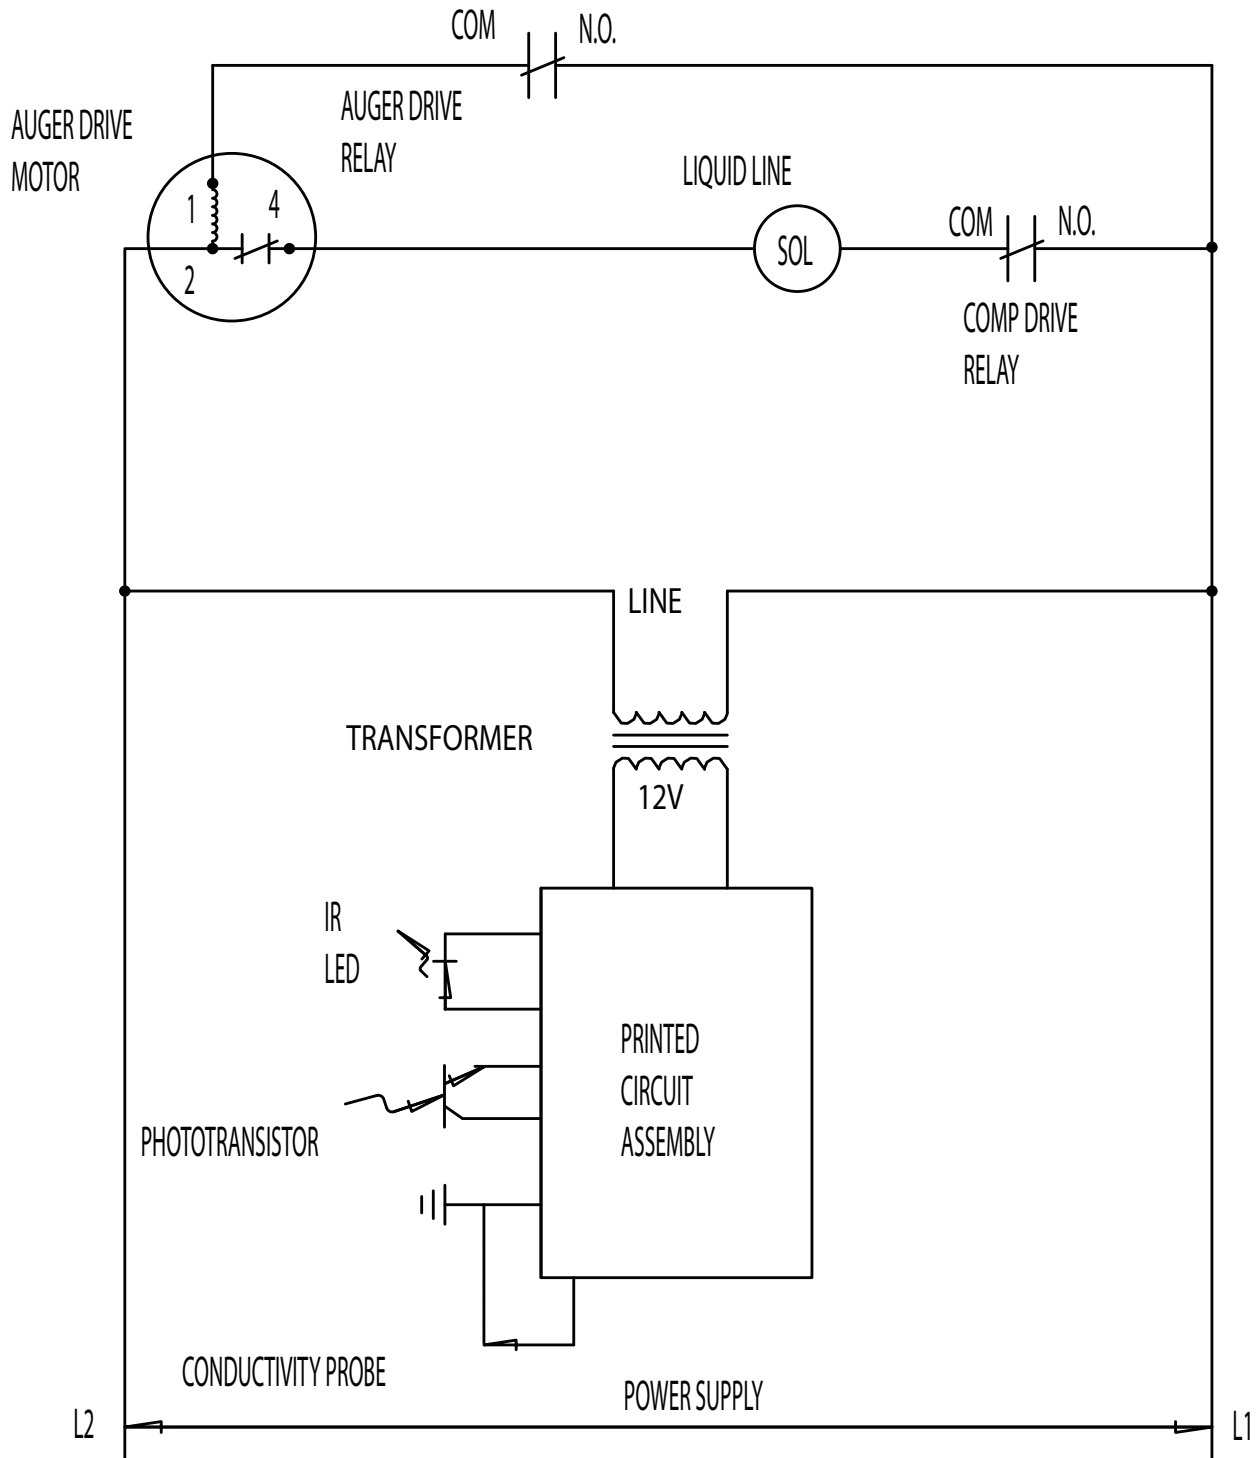 COM
N.O.
AUGER DRIVE
MOTOR
AUGER DRIVE
RELAY
LIQUID LINE
1
4
2
SOL
COM
N.O.
COMP DRIVE
RELAY
LINE
TRANSFORMER
12V
IR
LED
PRINTED
CIRCUIT
ASSEMBLY
PHOTOTRANSISTOR
CONDUCTIVITY PROBE
POWER SUPPLY
L2
L1